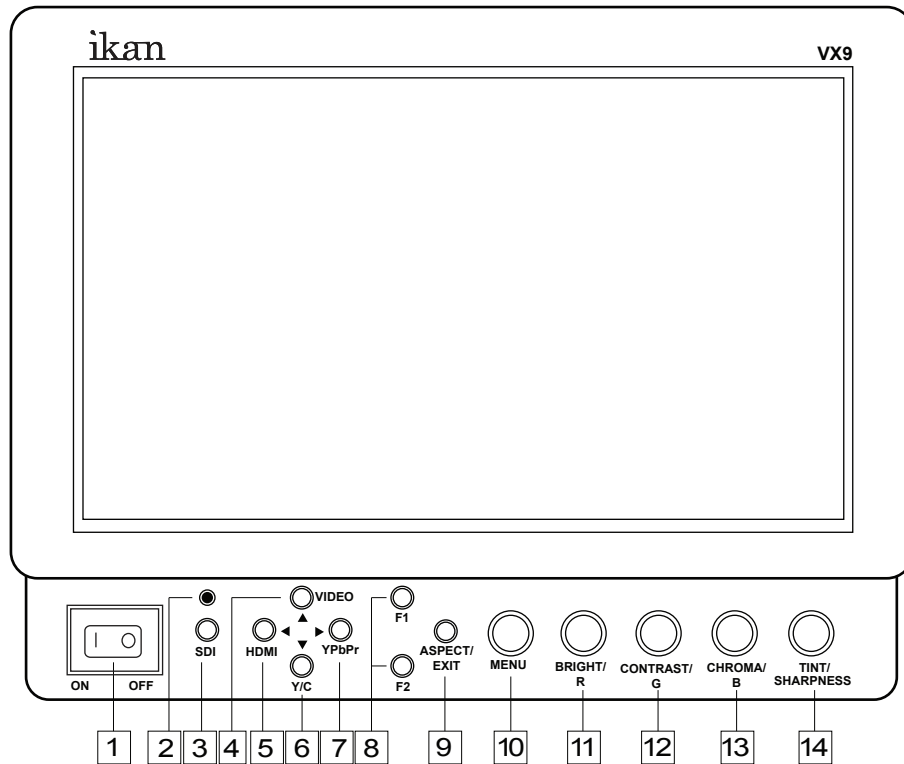 ikan
VX9
VIDEO
F1
SDI
HDMI
YPbPr
ASPECT/
EXIT
MENU
BRIGHT/
R
CONTRAST/
G
CHROMA/
B
TINT/
SHARPNESS
ON OFF
Y/C
F2
1 2 3 4 5 6 7 8 9 10 11 12 13 14